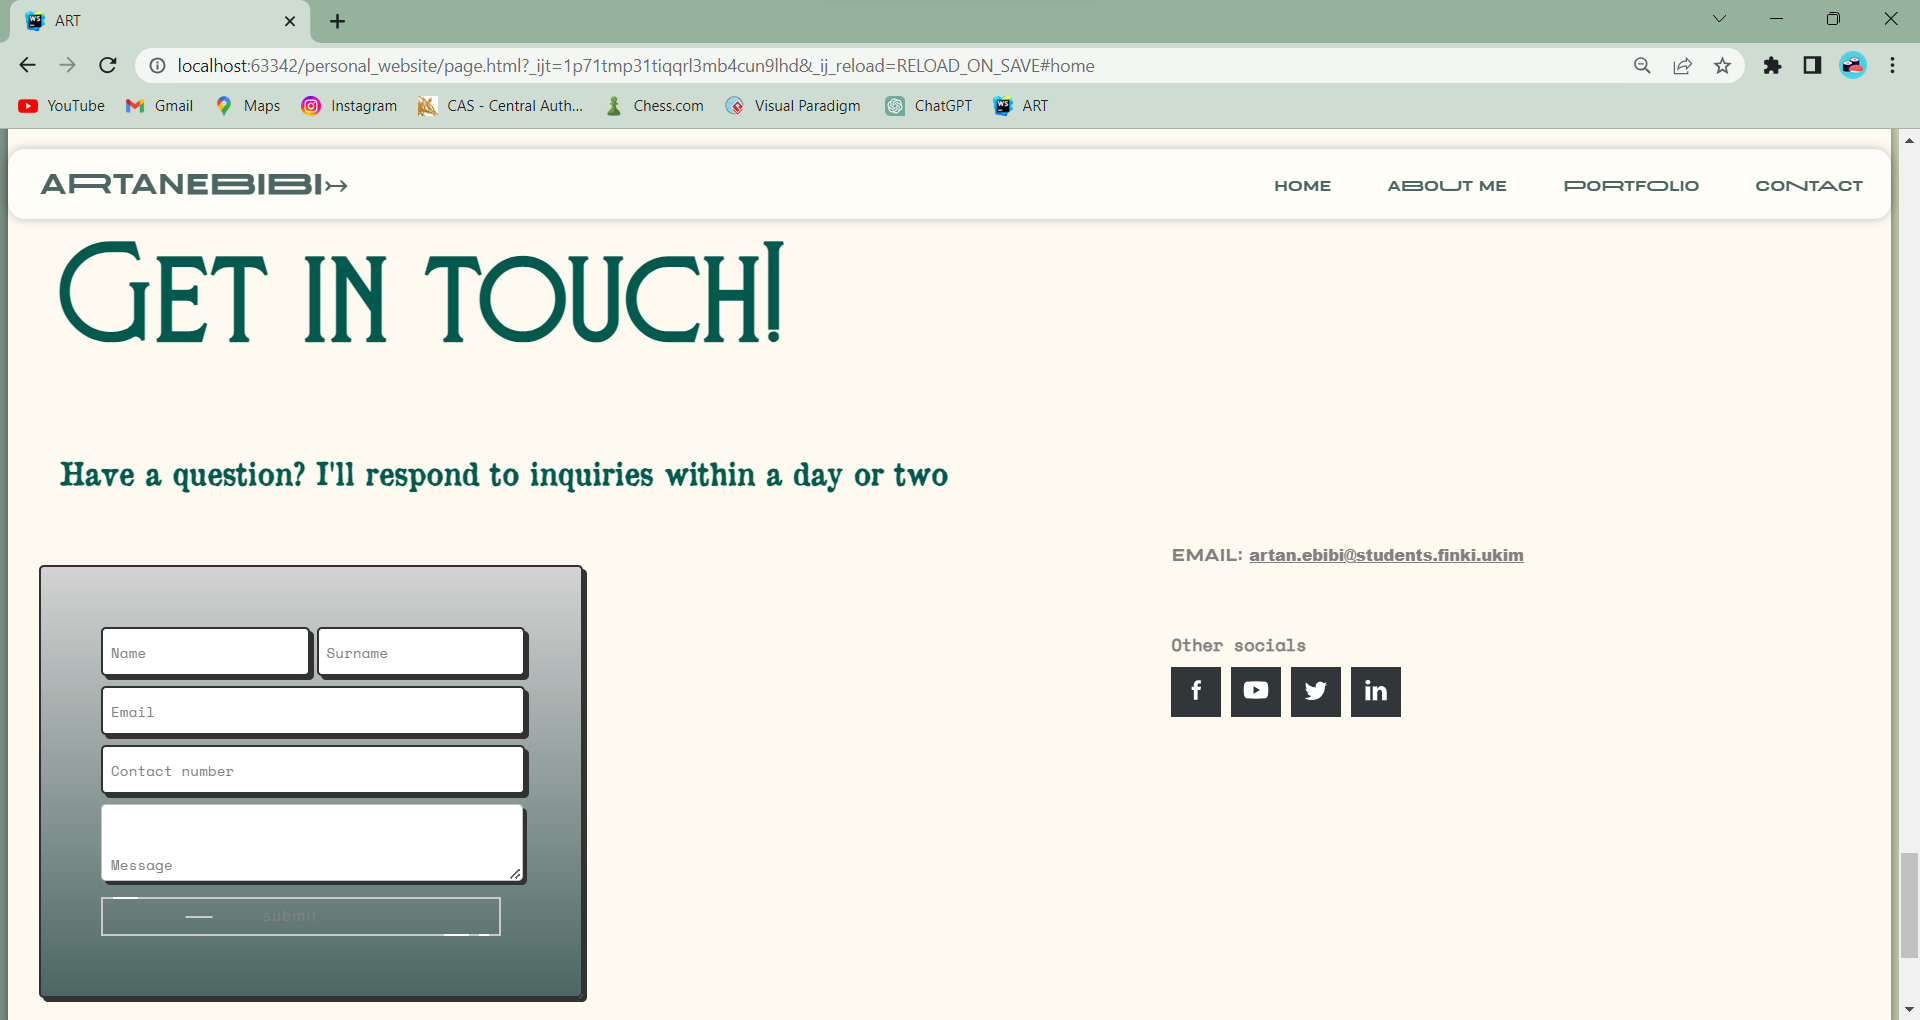 ART
localhost:63342/personal_website/page.html?_ijt=1p71tmp31tiqqrl3mb4cun9lhd&_ij_reload=RELOAD_ON_SAVE#home
YouTube Gmail Maps Instagram CAS - Central Auth... Chess.com Visual Paradigm ChatGPT ART
ARTANEBIBI↣ HOME ABOUT ME PORTFOLIO CONTACT
GET IN TOUCH!
Have a question? I'll respond to inquiries within a day or two
EMAIL: artan.ebibi@students.finki.ukim
Other socials
Name Surname
Email
Contact number
Message
submit